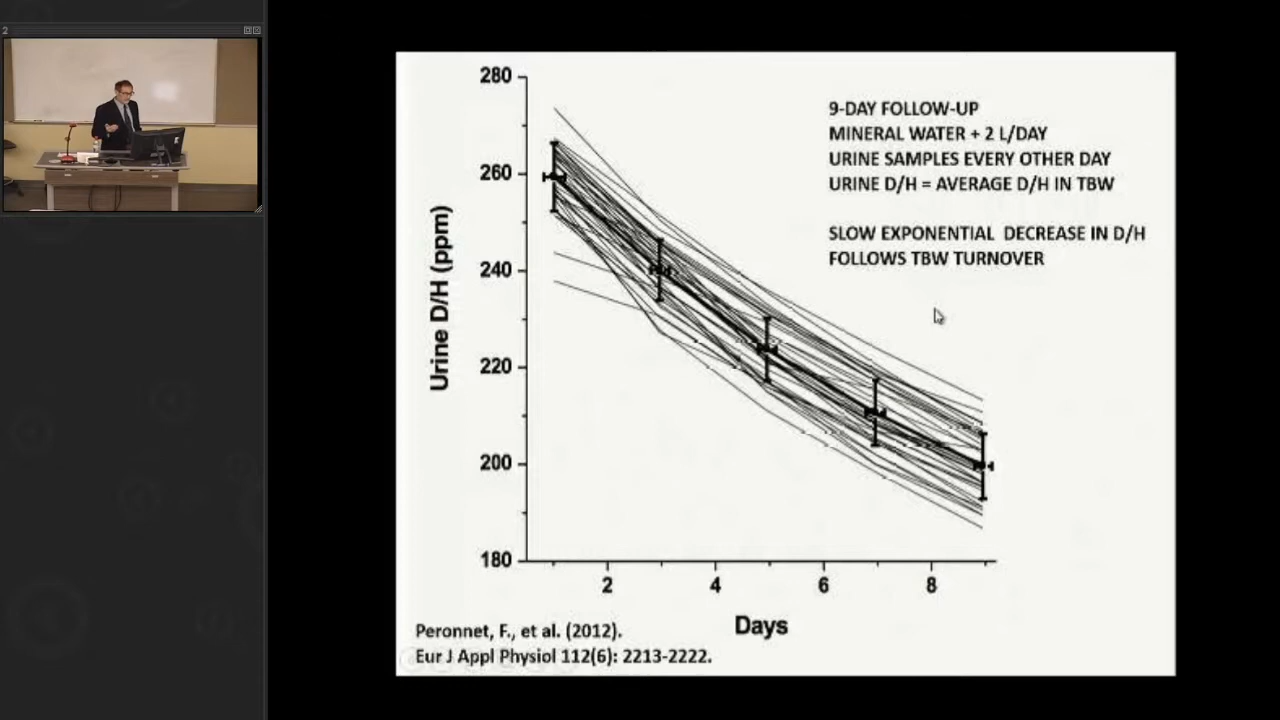 2
280
260
240
220
200
180
Urine D/H (ppm)
9-DAY FOLLOW-UP
MINERAL WATER + 2 L/DAY
URINE SAMPLES EVERY OTHER DAY
URINE D/H = AVERAGE D/H IN TBW
SLOW EXPONENTIAL DECREASE IN D/H
FOLLOWS TBW TURNOVER
2 4 6 8
Days
Peronnet, F., et al. (2012).
Eur J Appl Physiol 112(6): 2213-2222.